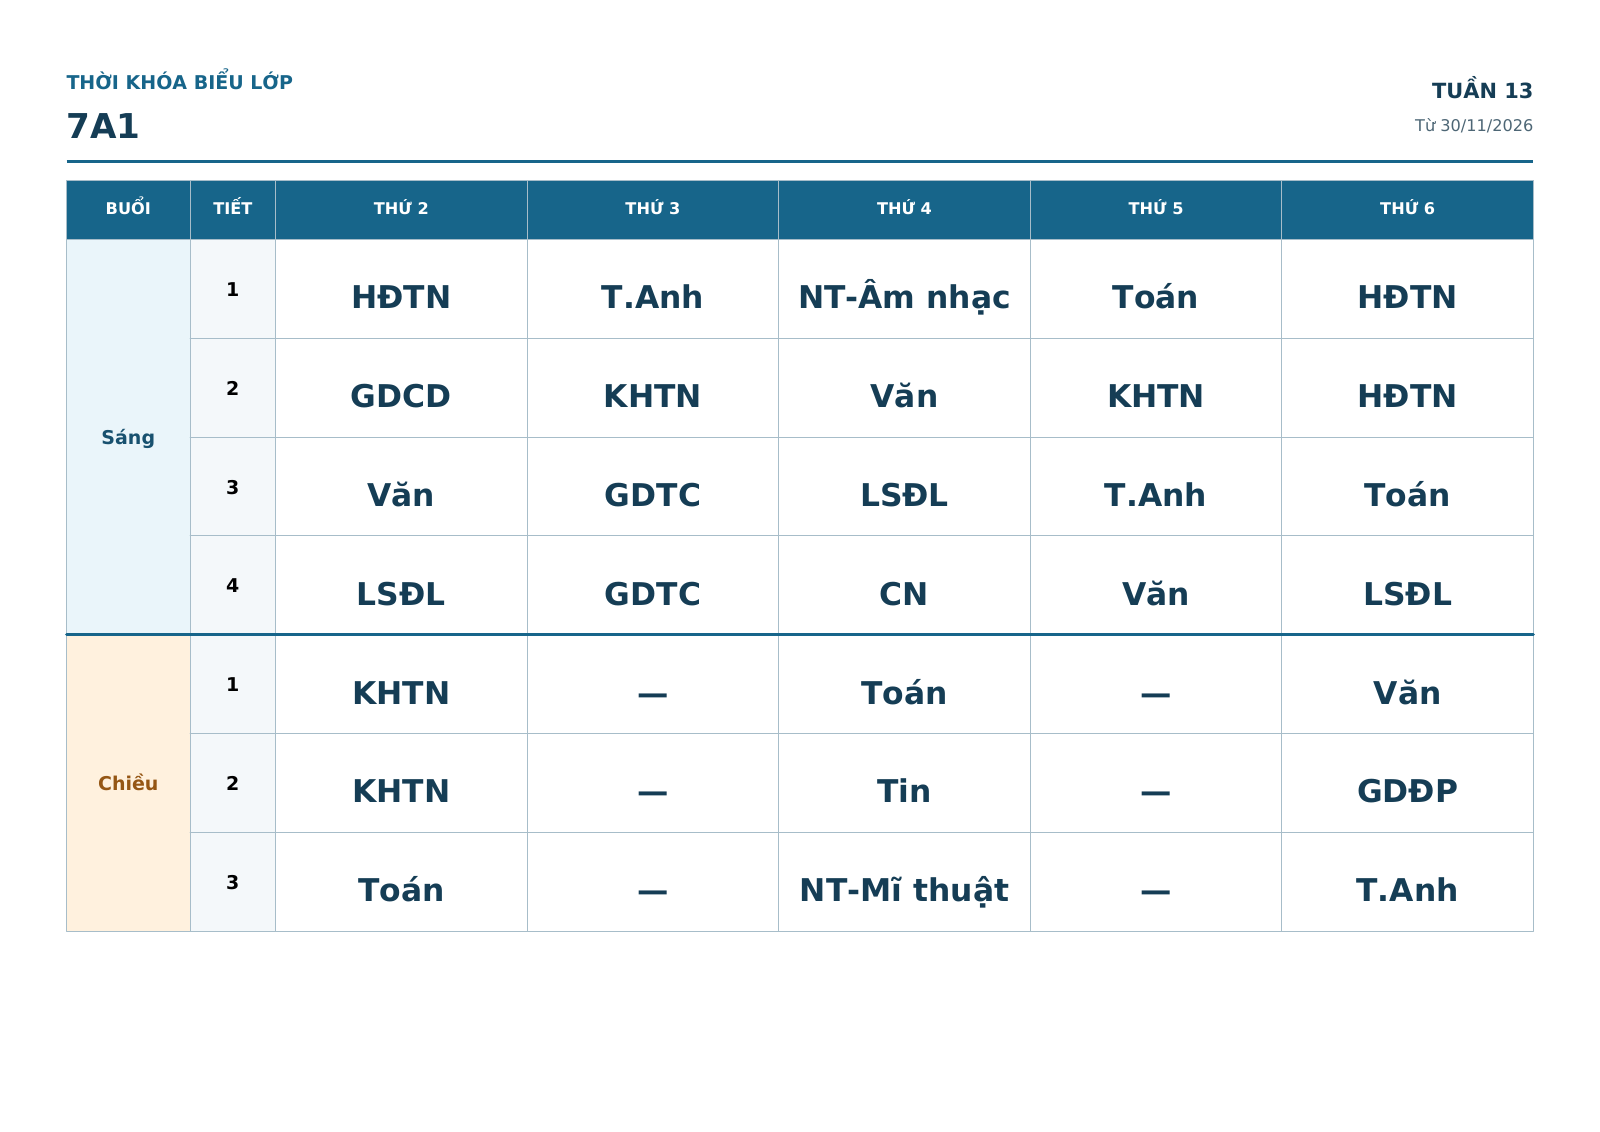 THỜI KHÓA BIỂU LỚP
7A1
TUẦN 13
Từ 30/11/2026
BUỔI TIẾT THỨ 2 THỨ 3 THỨ 4 THỨ 5 THỨ 6
Sáng
1 HĐTN T.Anh NT-Âm nhạc Toán HĐTN
2 GDCD KHTN Văn KHTN HĐTN
3 Văn GDTC LSĐL T.Anh Toán
4 LSĐL GDTC CN Văn LSĐL
Chiều
1 KHTN — Toán — Văn
2 KHTN — Tin — GDĐP
3 Toán — NT-Mĩ thuật — T.Anh